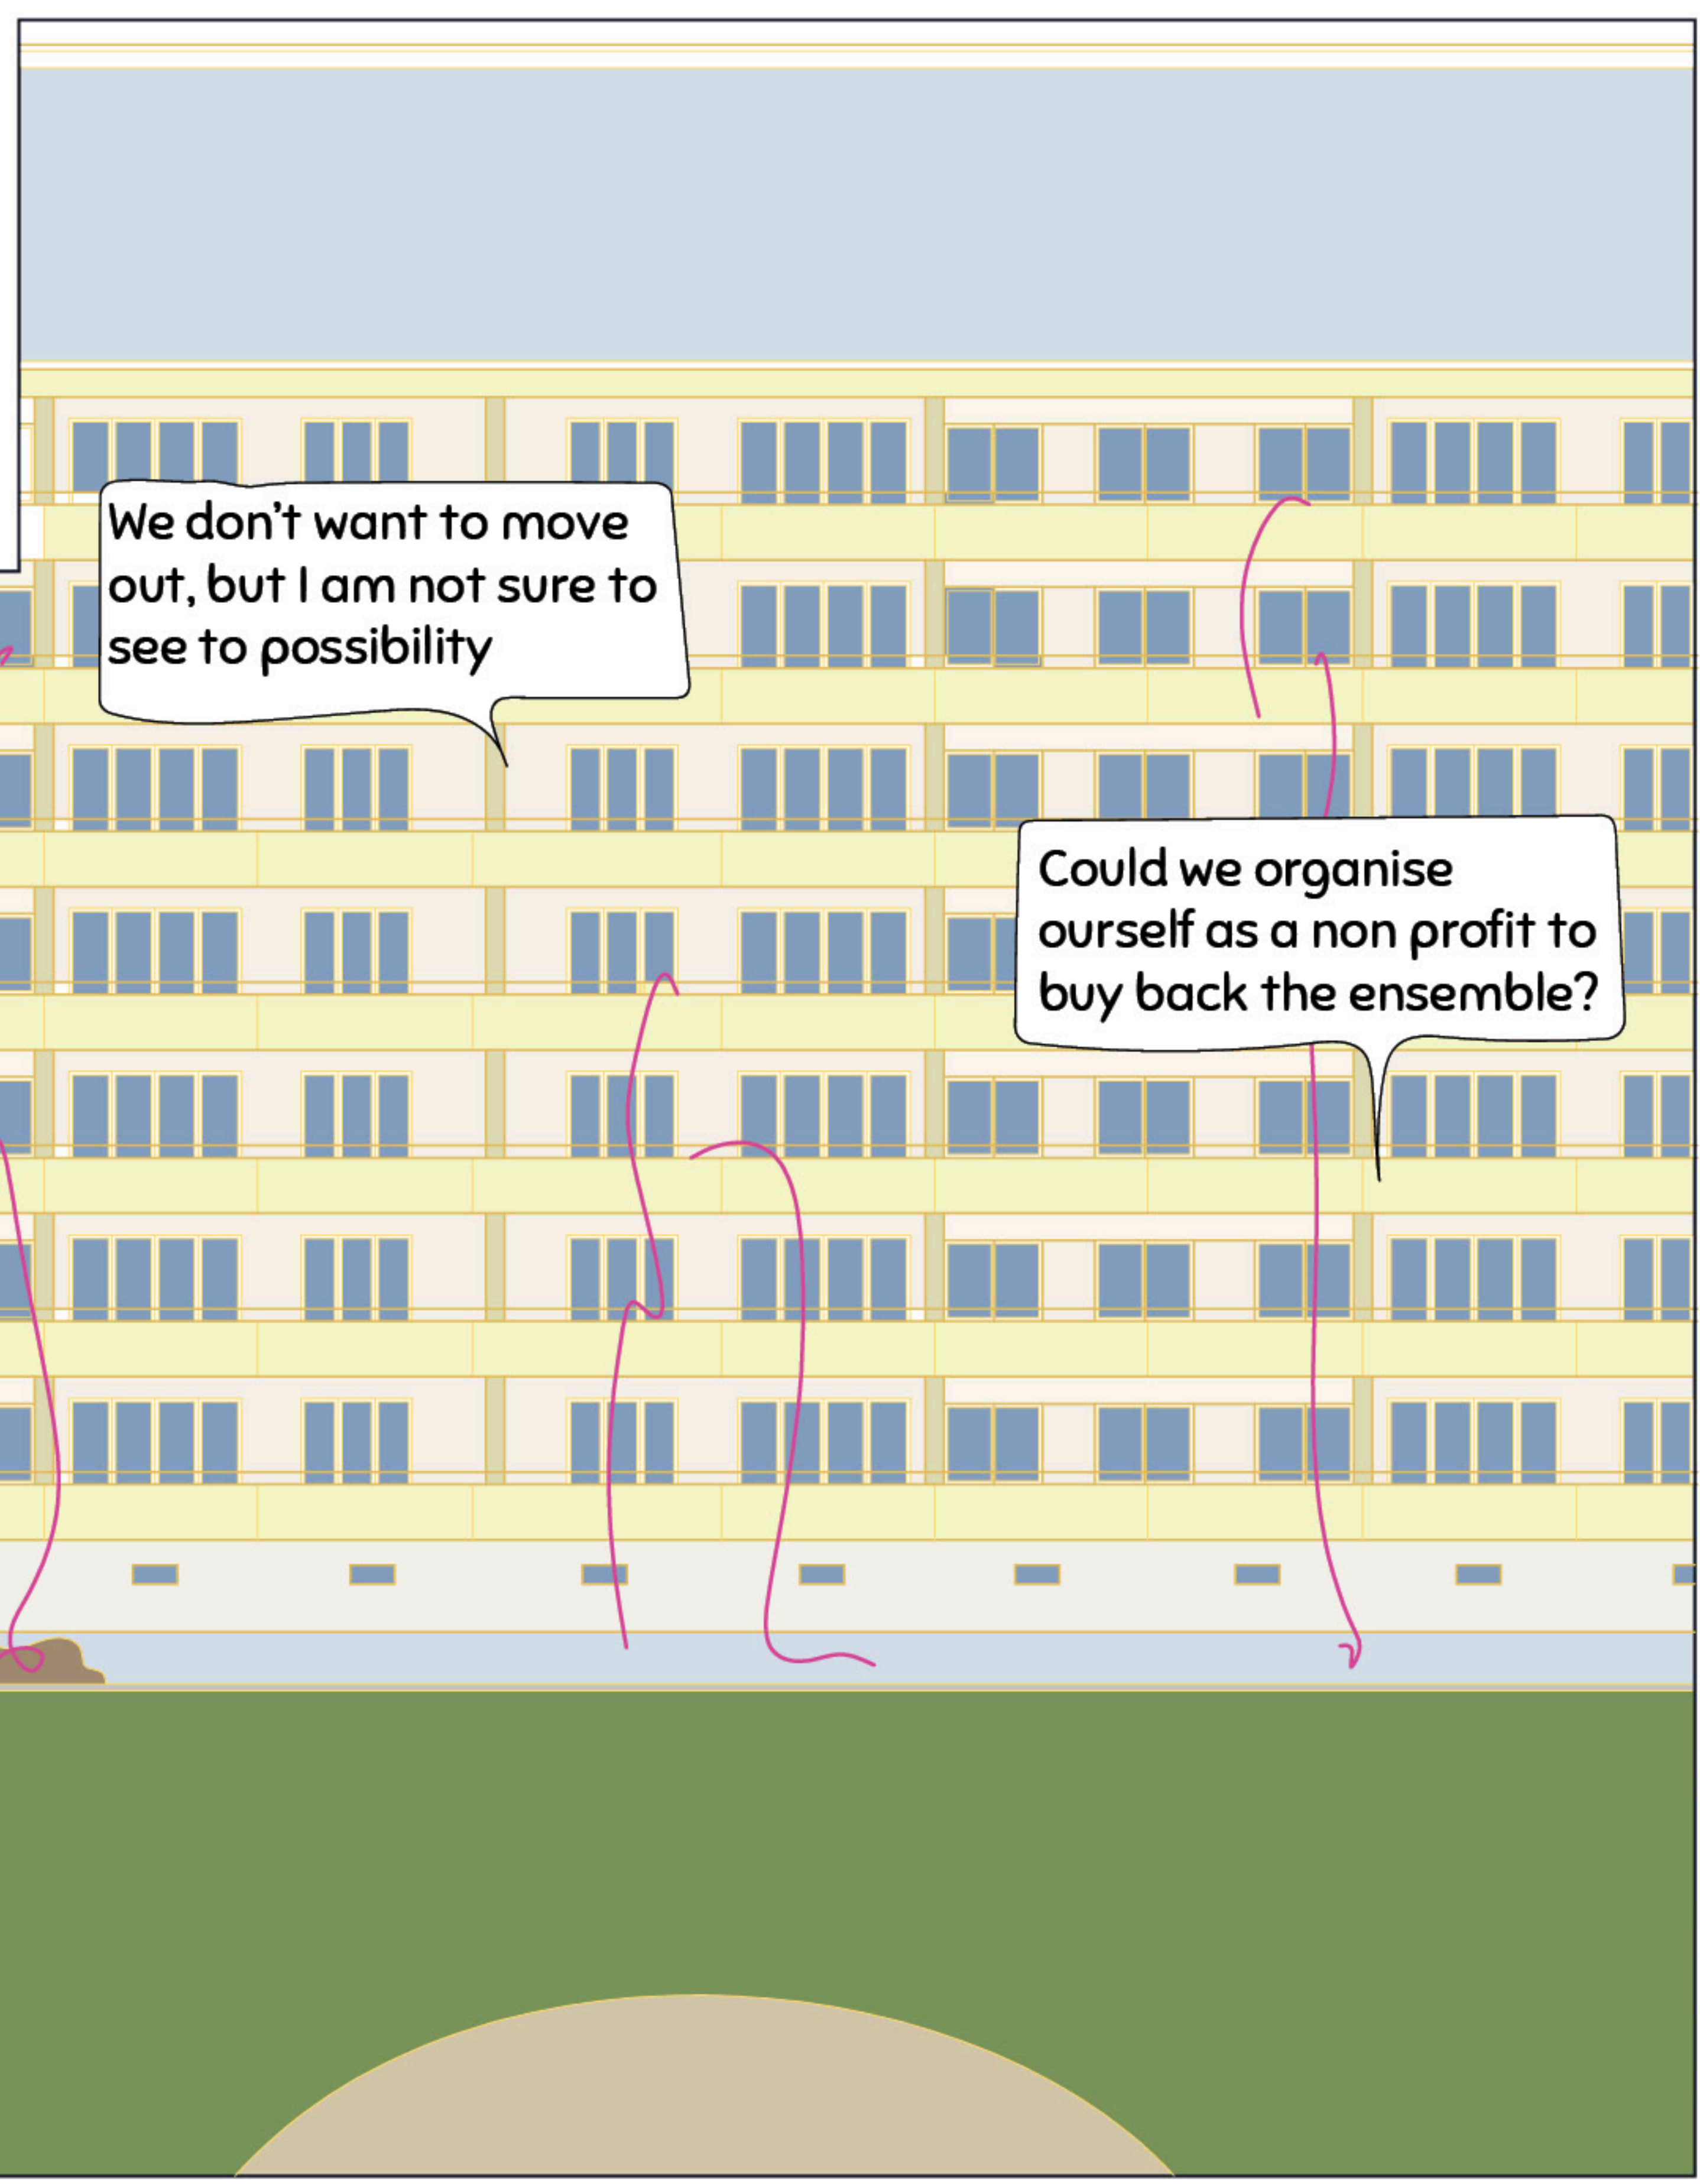 We don't want to move
out, but I am not sure to
see to possibility
Could we organise
ourself as a non profit to
buy back the ensemble?